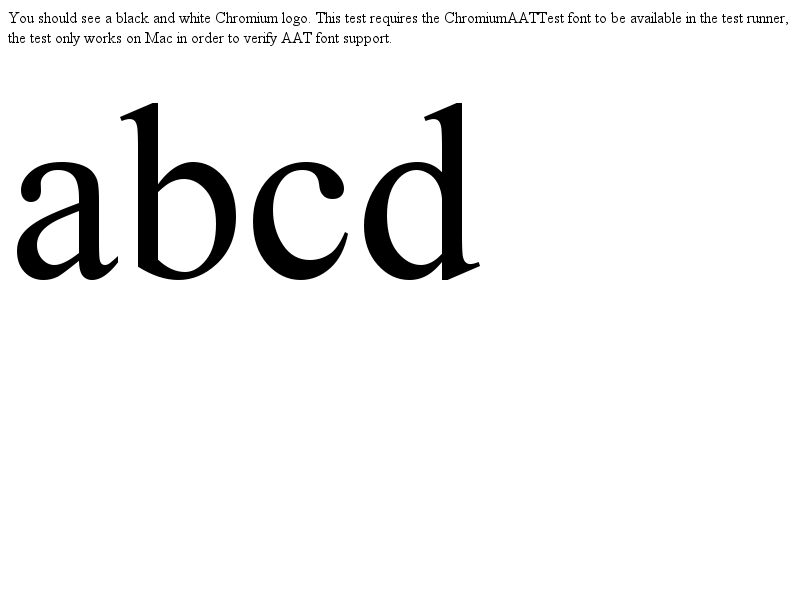 You should see a black and white Chromium logo. This test requires the ChromiumAATTest font to be available in the test runner,
the test only works on Mac in order to verify AAT font support.
abcd